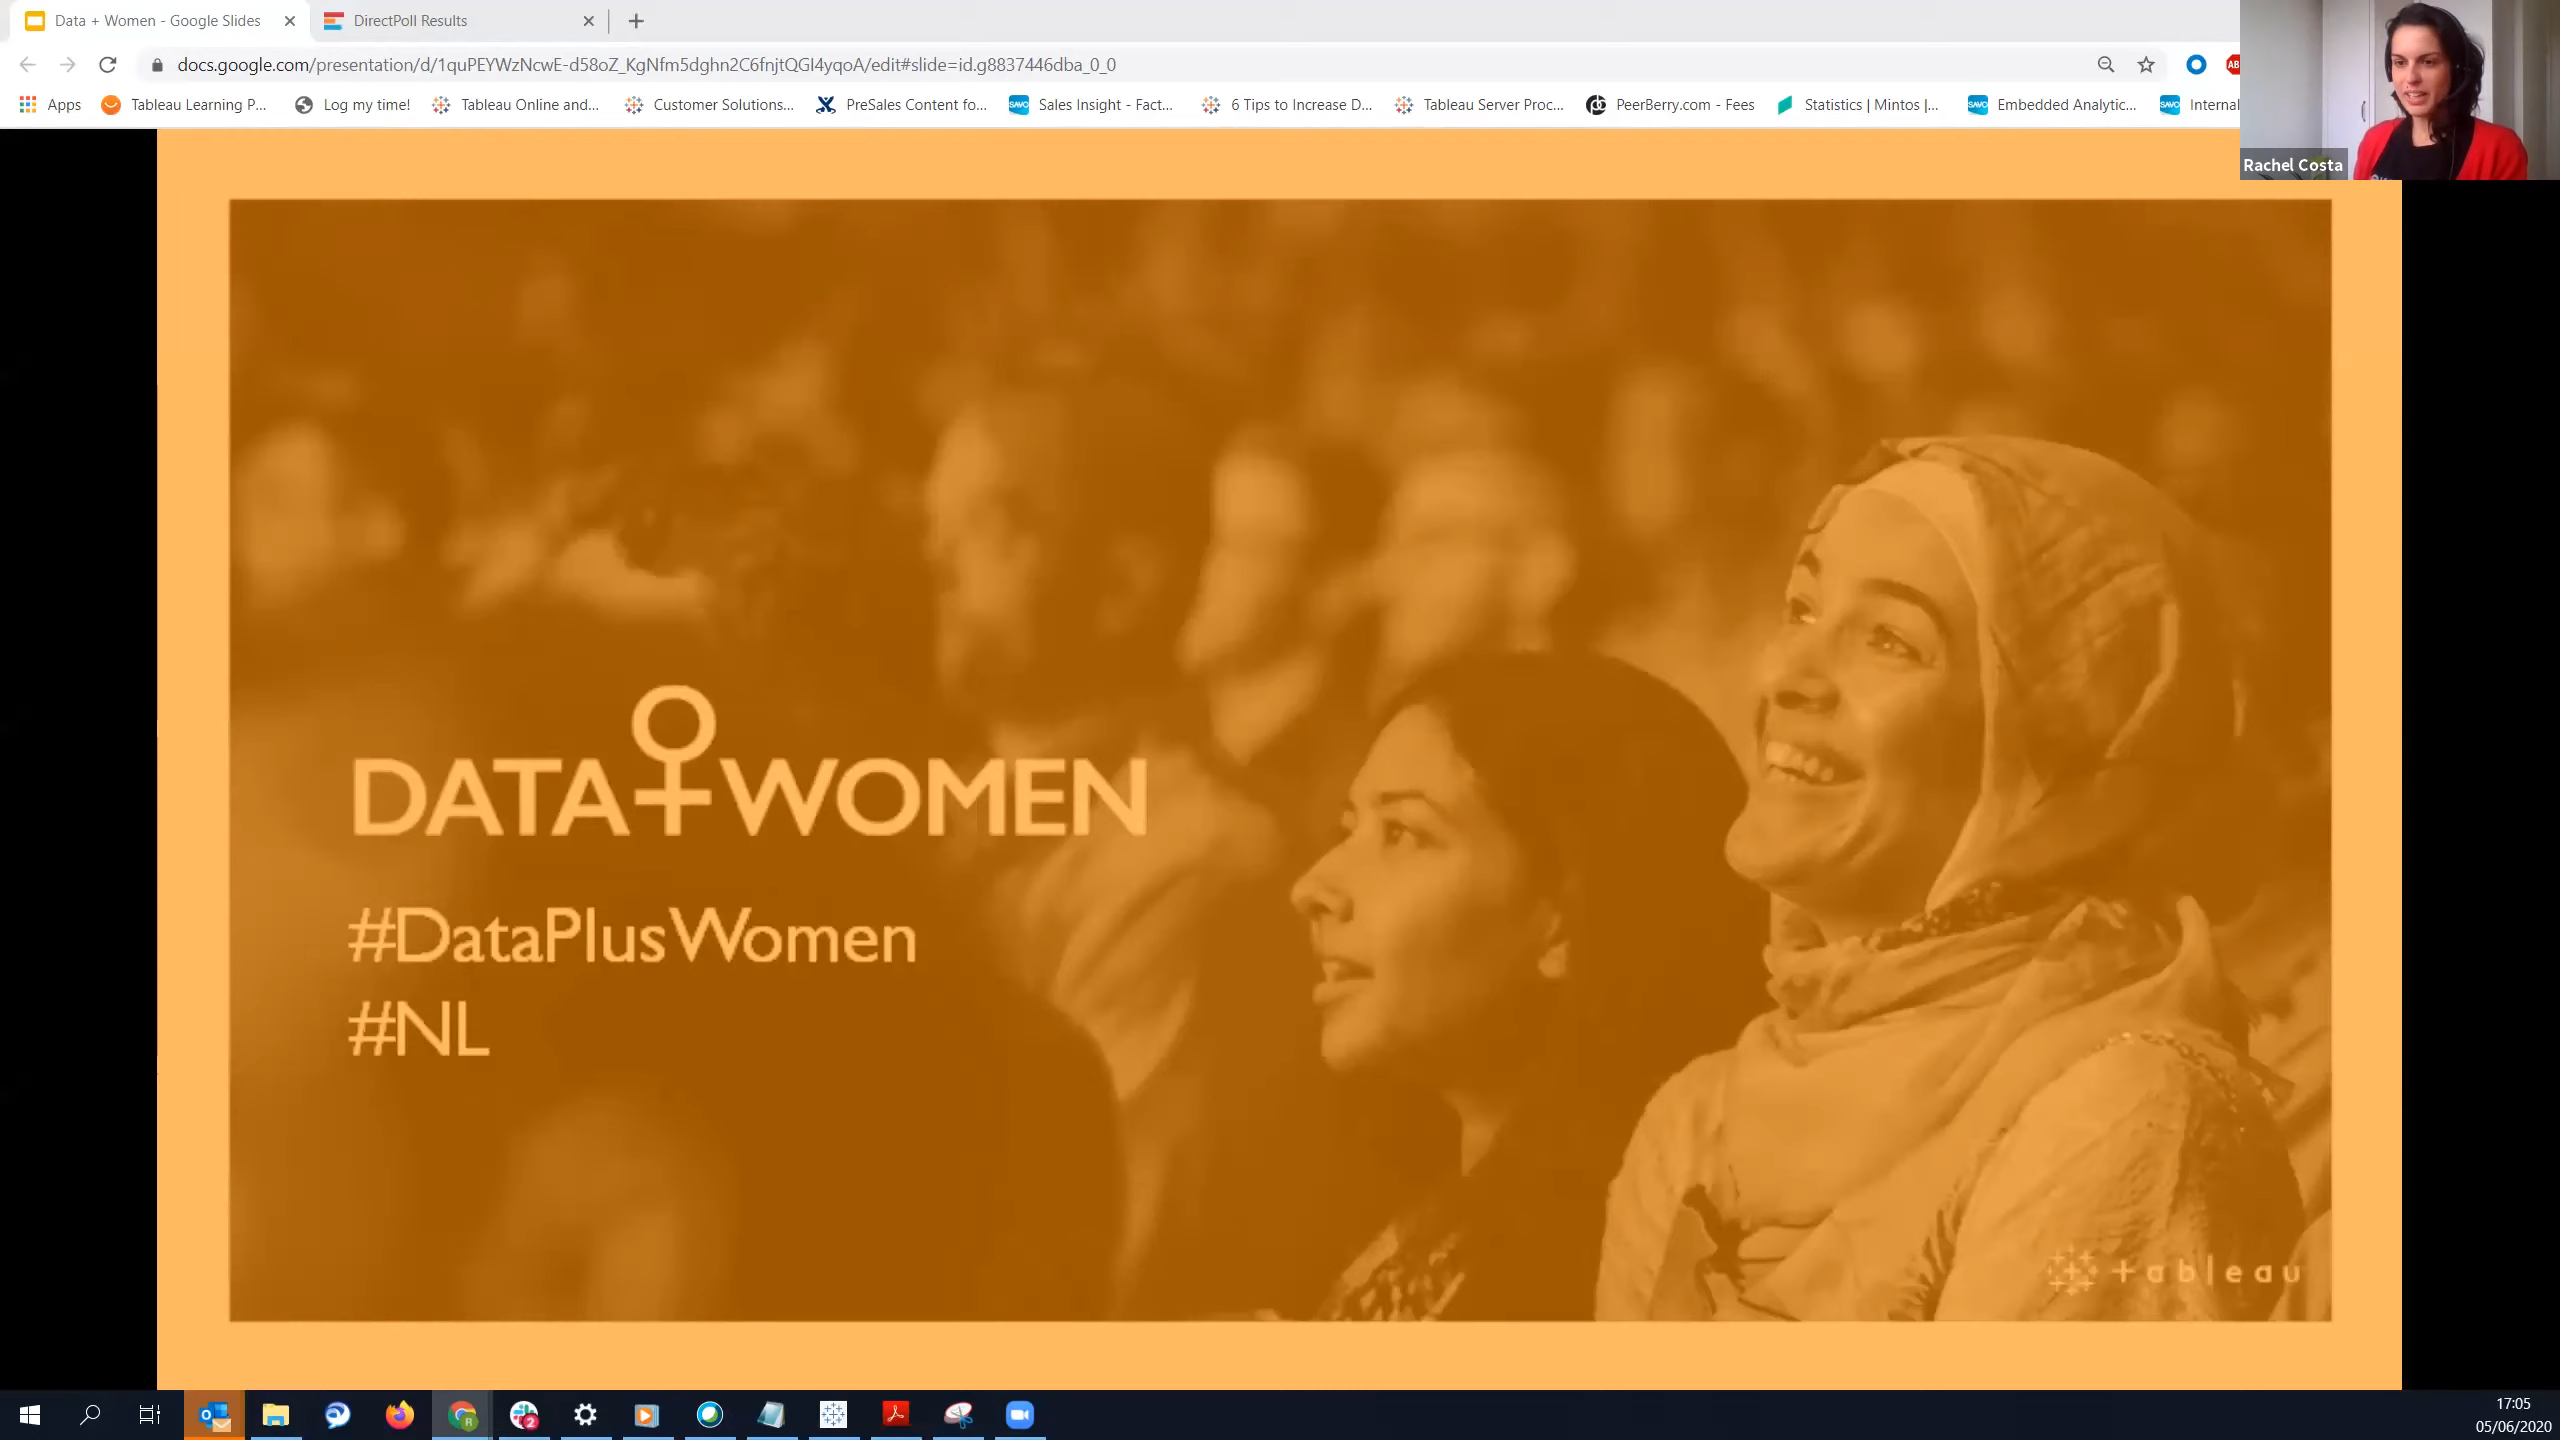 Data + Women - Google Slides
DirectPoll Results
docs.google.com/presentation/d/1quPEYWzNcwE-d58oZ_KgNfm5dghn2C6fnjtQGI4yqoA/edit#slide=id.g8837446dba_0_0
Apps
Tableau Learning P...
Log my time!
Tableau Online and...
Customer Solutions...
PreSales Content fo...
Sales Insight - Fact...
6 Tips to Increase D...
Tableau Server Proc...
PeerBerry.com - Fees
Statistics | Mintos |...
Embedded Analytic...
Internal
Rachel Costa
DATA+WOMEN
#DataPlusWomen
#NL
+ableau
17:05
05/06/2020